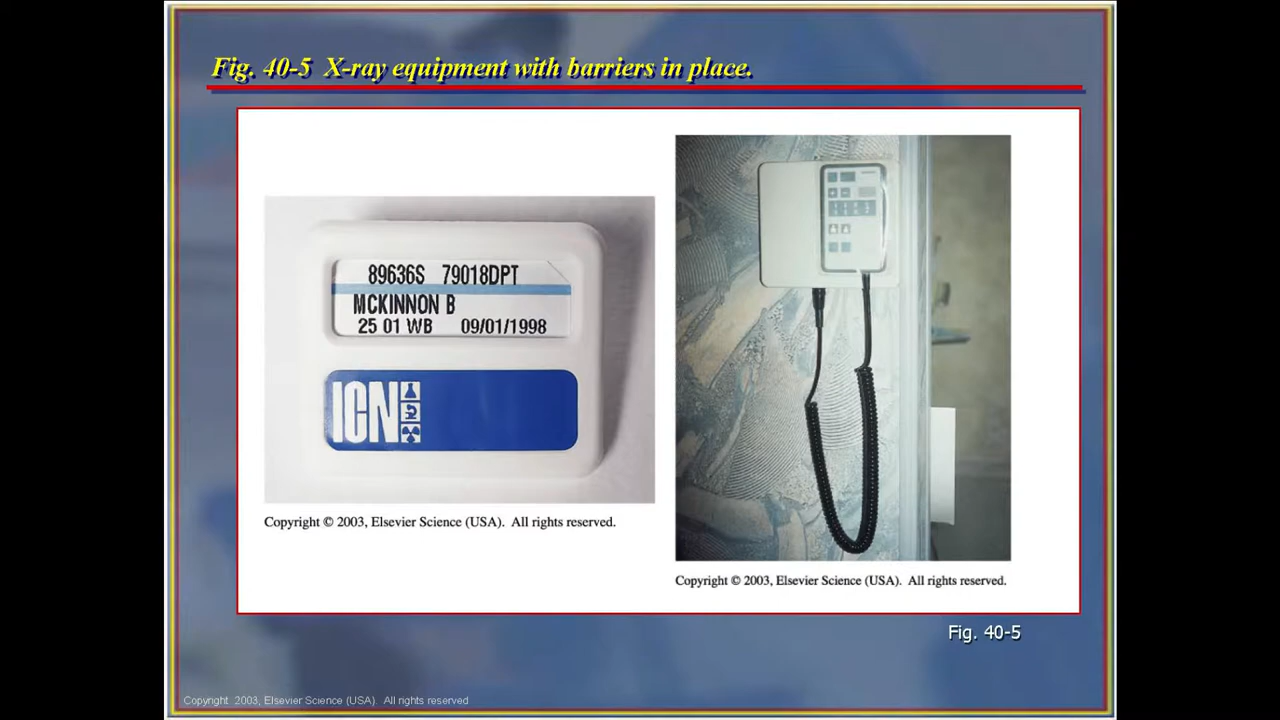 Fig. 40-5 X-ray equipment with barriers in place.
89636S 79018DPT
MCKINNON B
25 01 WB 09/01/1998
ICN
Copyright © 2003, Elsevier Science (USA). All rights reserved.
Copyright © 2003, Elsevier Science (USA). All rights reserved.
Fig. 40-5
Copyright 2003, Elsevier Science (USA). All rights reserved